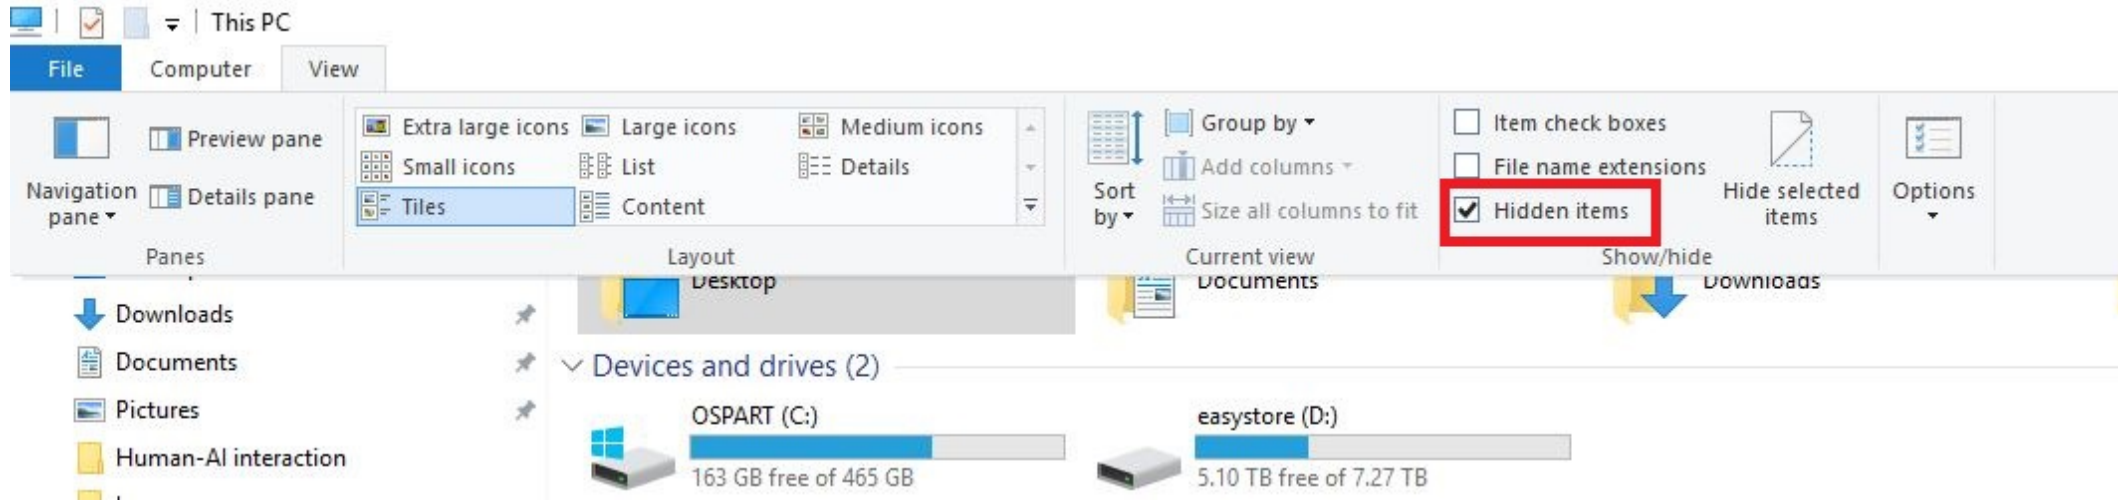 This PC
File Computer View
Preview pane
Details pane
Navigation
pane
Panes
Extra large icons Large icons Medium icons
Small icons List Details
Tiles Content
Layout
Sort
by
Group by
Add columns
Size all columns to fit
Current view
Item check boxes
File name extensions
Hidden items
Hide selected
items
Show/hide
Options
Downloads
Documents
Pictures
Human-AI interaction
Desktop Documents Downloads
Devices and drives (2)
OSPART (C:)
163 GB free of 465 GB
easystore (D:)
5.10 TB free of 7.27 TB